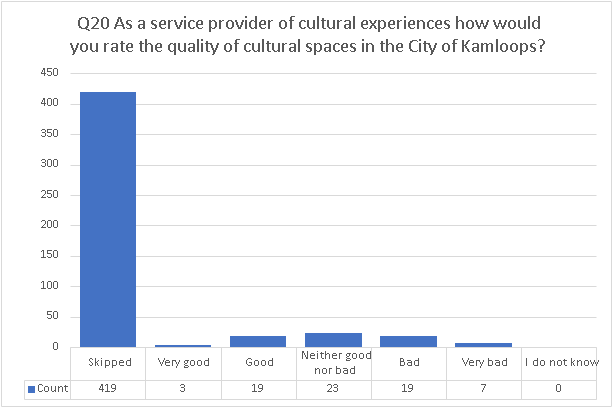 Q20 As a service provider of cultural experiences how would
you rate the quality of cultural spaces in the City of Kamloops?
450
400
350
300
250
200
150
100
50
0
Skipped Very good Good Neither good nor bad Bad Very bad I do not know
Count 419 3 19 23 19 7 0